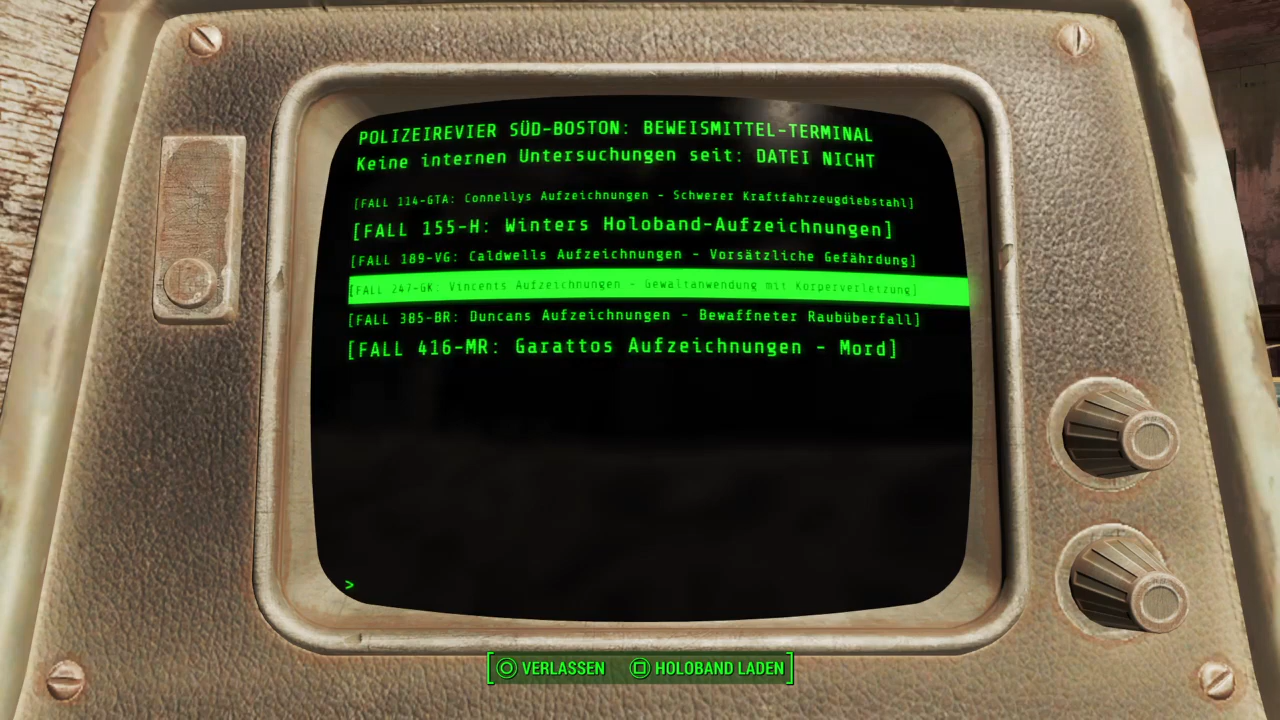 POLIZEIREVIER SÜD-BOSTON: BEWEISMITTEL-TERMINAL
Keine internen Untersuchungen seit: DATEI NICHT
[FALL 114-GTA: Connellys Aufzeichnungen - Schwerer Kraftfahrzeugdiebstahl]
[FALL 155-H: Winters Holoband-Aufzeichnungen]
[FALL 189-VG: Caldwells Aufzeichnungen - Vorsätzliche Gefährdung]
[FALL 247-GK: Vincents Aufzeichnungen - Gewaltanwendung mit Körperverletzung]
[FALL 385-BR: Duncans Aufzeichnungen - Bewaffneter Raubüberfall]
[FALL 416-MR: Garattos Aufzeichnungen - Mord]
>
VERLASSEN HOLOBAND LADEN